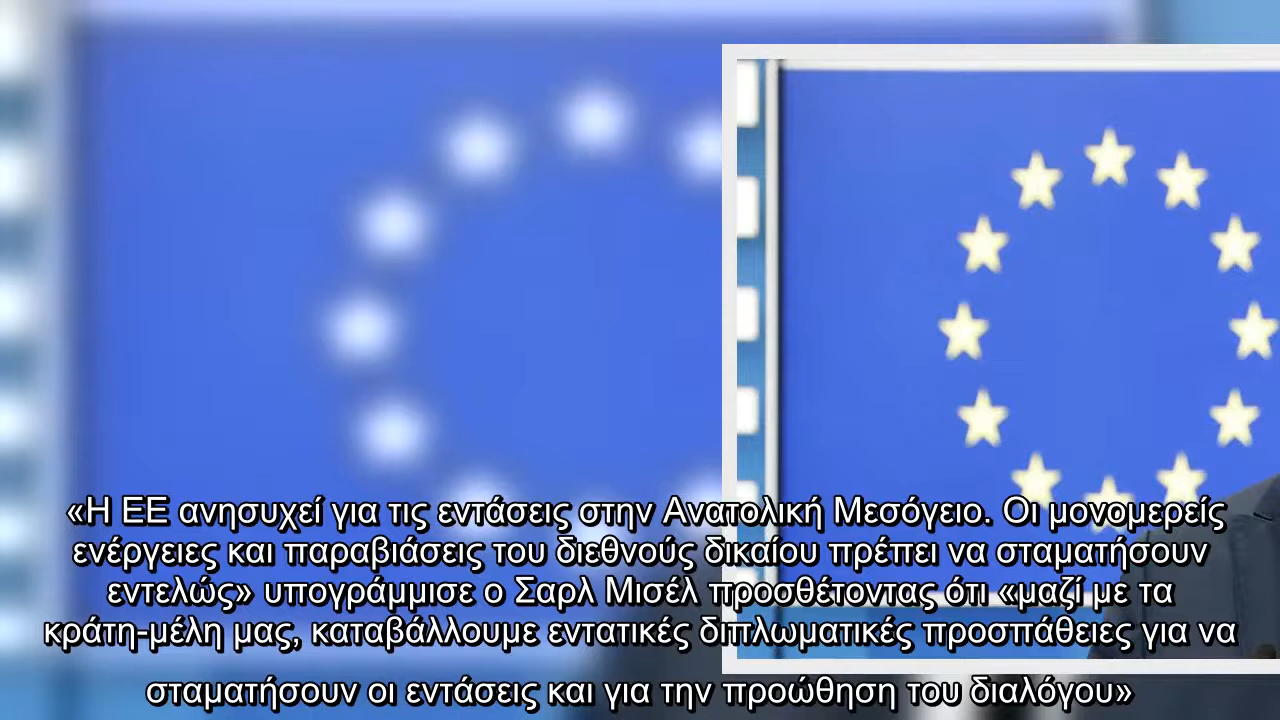 «Η ΕΕ ανησυχεί για τις εντάσεις στην Ανατολική Μεσόγειο. Οι μονομερείς
ενέργειες και παραβιάσεις του διεθνούς δικαίου πρέπει να σταματήσουν
εντελώς» υπογράμμισε ο Σαρλ Μισέλ προσθέτοντας ότι «μαζί με τα
κράτη-μέλη μας, καταβάλλουμε εντατικές διπλωματικές προσπάθειες για να
σταματήσουν οι εντάσεις και για την προώθηση του διαλόγου»